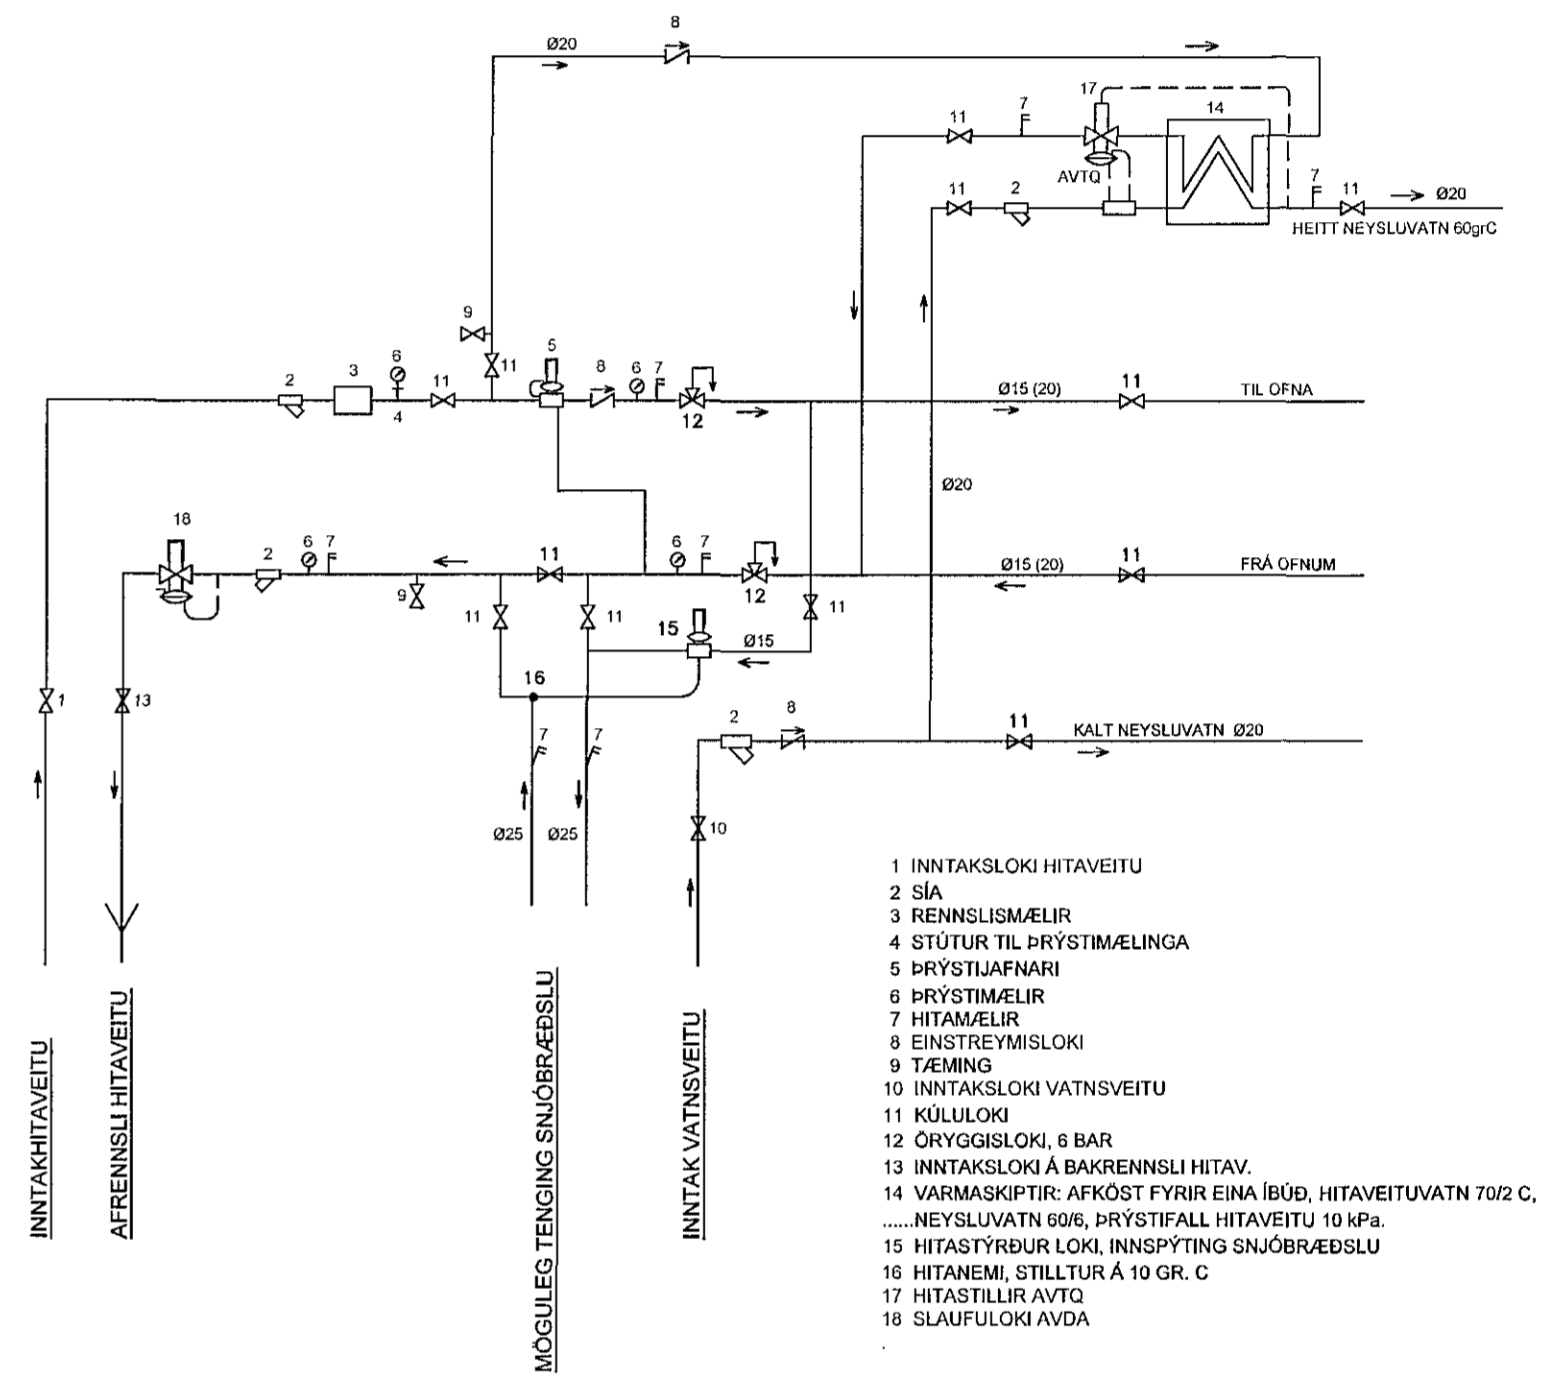 8
Ø20
17
14
7
11
AVTQ
11
2
7
11
Ø20
HEITT NEYSLUVATN 60grC
9
11
5
2
3
6
4
11
8
6
7
12
Ø15 (20)
11
TIL OFNA
Ø20
18
2
6
7
11
6
7
12
Ø15 (20)
11
FRÁ OFNUM
9
11
11
15
Ø15
11
16
1
13
7
7
2
8
11
KALT NEYSLUVATN Ø20
Ø25
Ø25
10
INNTAKHITAVEITU
AFRENNSLI HITAVEITU
MÖGULEG TENGING SNJÓBRÆÐSLU
INNTAK VATNSVEITU
1 INNTAKSLOKI HITAVEITU
2 SÍA
3 RENNSLISMÆLIR
4 STÚTUR TIL ÞRÝSTIMÆLINGA
5 ÞRÝSTIJAFNARI
6 ÞRÝSTIMÆLIR
7 HITAMÆLIR
8 EINSTREYMISLOKI
9 TÆMING
10 INNTAKSLOKI VATNSVEITU
11 KÚLULOKI
12 ÖRYGGISLOKI, 6 BAR
13 INNTAKSLOKI Á BAKRENNSLI HITAV.
14 VARMASKIPTIR: AFKÖST FYRIR EINA ÍBÚÐ, HITAVEITUVATN 70/2 C,
......NEYSLUVATN 60/6, ÞRÝSTIFALL HITAVEITU 10 kPa.
15 HITASTÝRÐUR LOKI, INNSPÝTING SNJÓBRÆÐSLU
16 HITANEMI, STILLTUR Á 10 GR. C
17 HITASTILLIR AVTQ
18 SLAUFULOKI AVDA
.